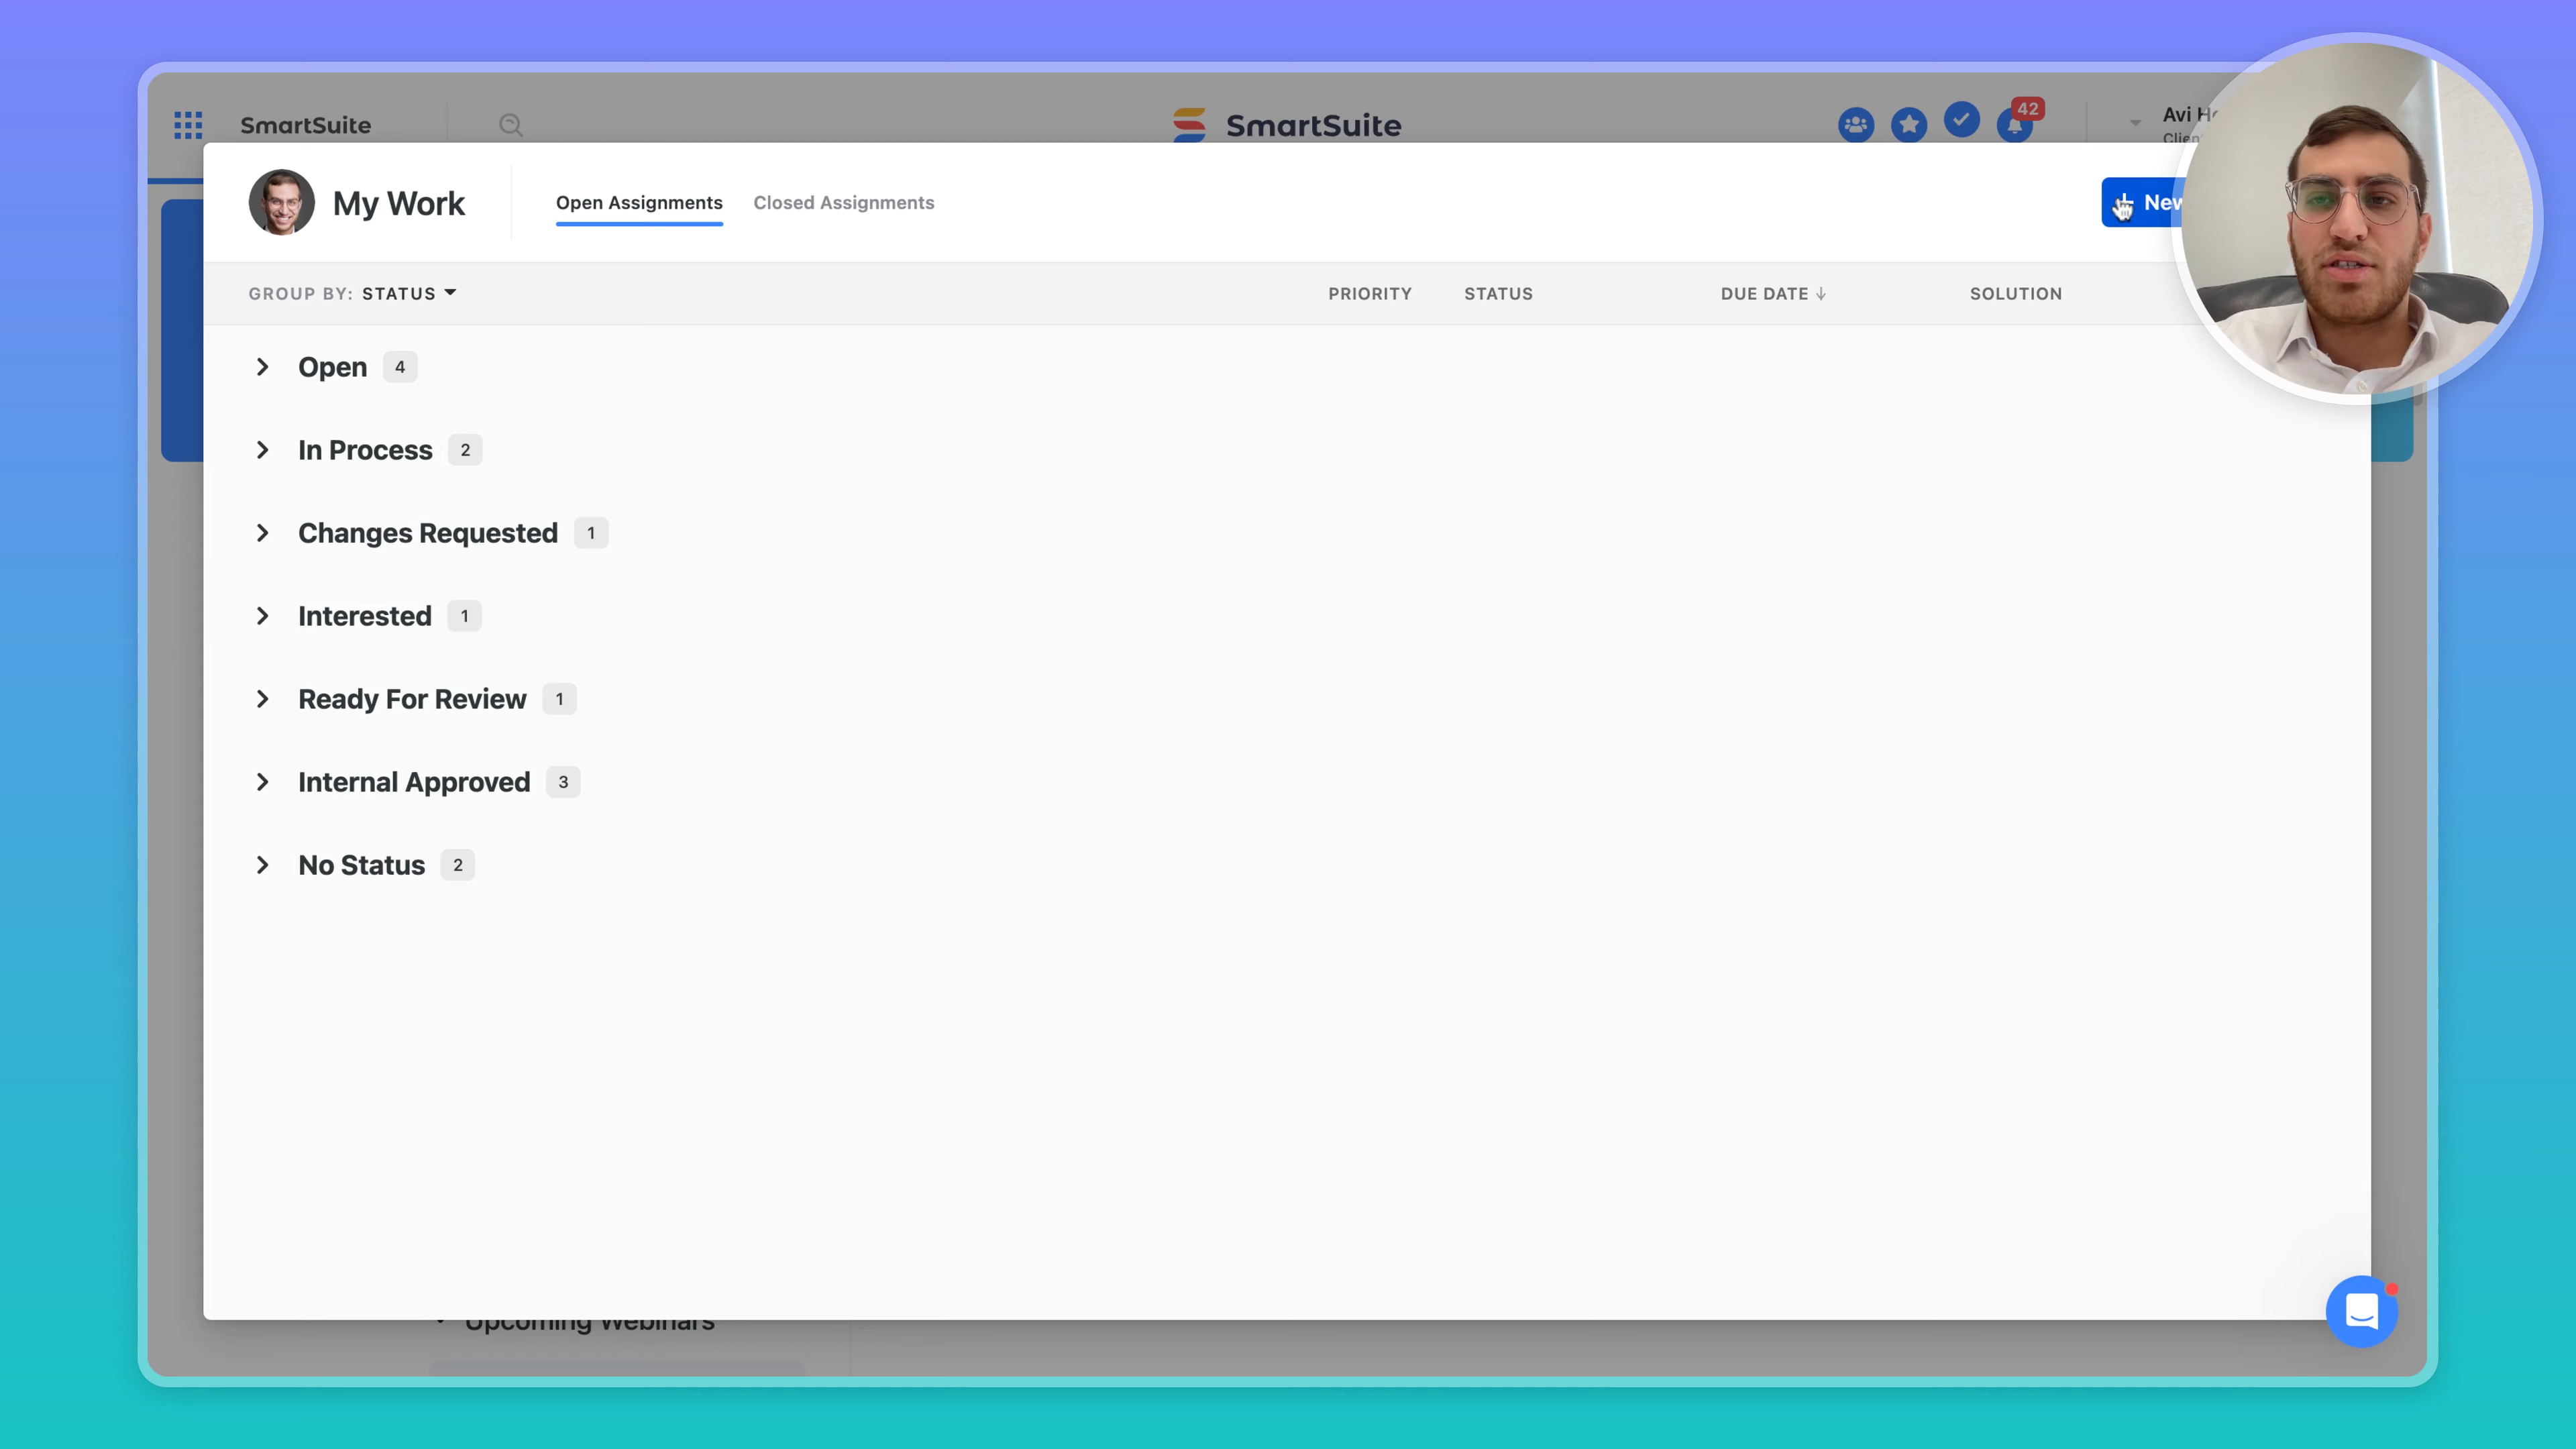 SmartSuite
SmartSuite
42
Avi
My Work
Open Assignments
Closed Assignments
New
GROUP BY: STATUS
PRIORITY
STATUS
DUE DATE
SOLUTION
Open 4
In Process 2
Changes Requested 1
Interested 1
Ready For Review 1
Internal Approved 3
No Status 2
Upcoming Webinars